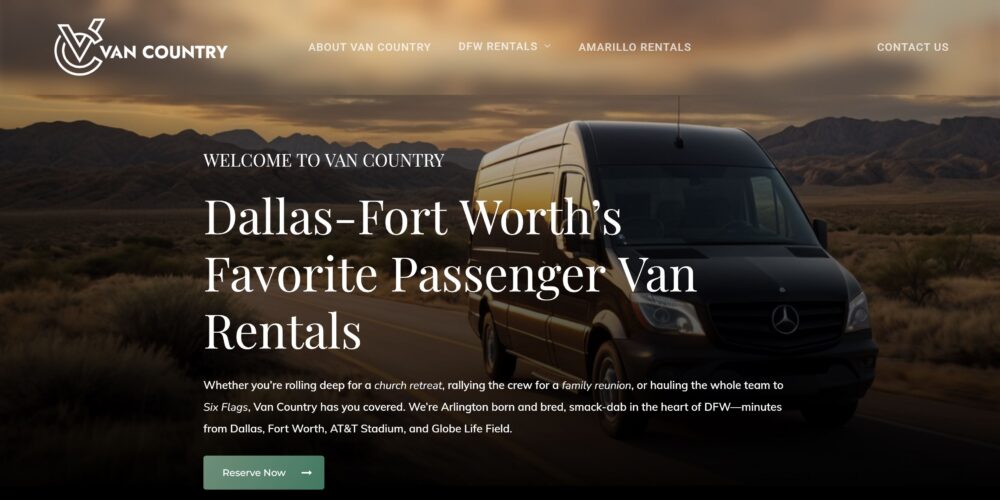 VAN COUNTRY
ABOUT VAN COUNTRY
DFW RENTALS
AMARILLO RENTALS
CONTACT US
WELCOME TO VAN COUNTRY
Dallas-Fort Worth’s
Favorite Passenger Van
Rentals
Whether you’re rolling deep for a church retreat, rallying the crew for a family reunion, or hauling the whole team to
Six Flags, Van Country has you covered. We’re Arlington born and bred, smack-dab in the heart of DFW—minutes
from Dallas, Fort Worth, AT&T Stadium, and Globe Life Field.
Reserve Now